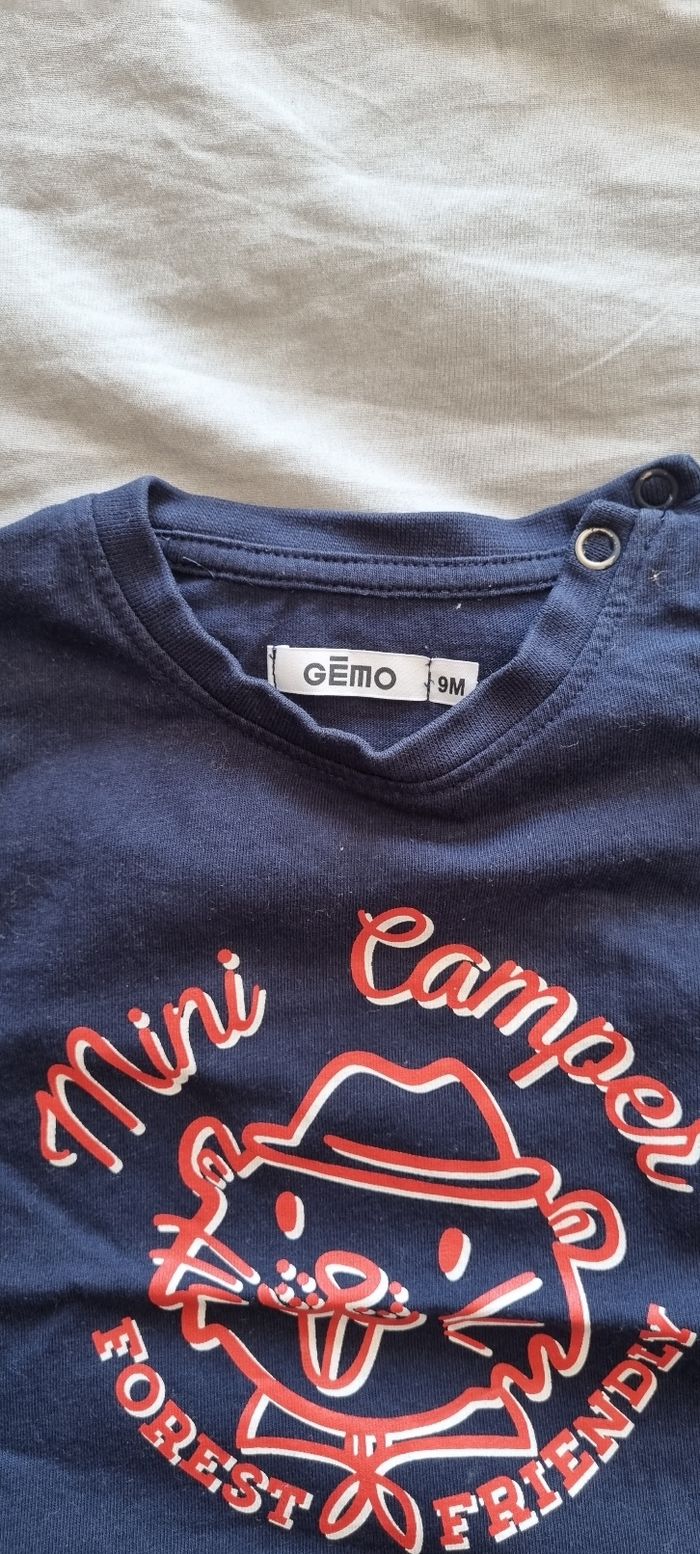 GĒMO
9M
Mini Camper
FOREST FRIENDLY